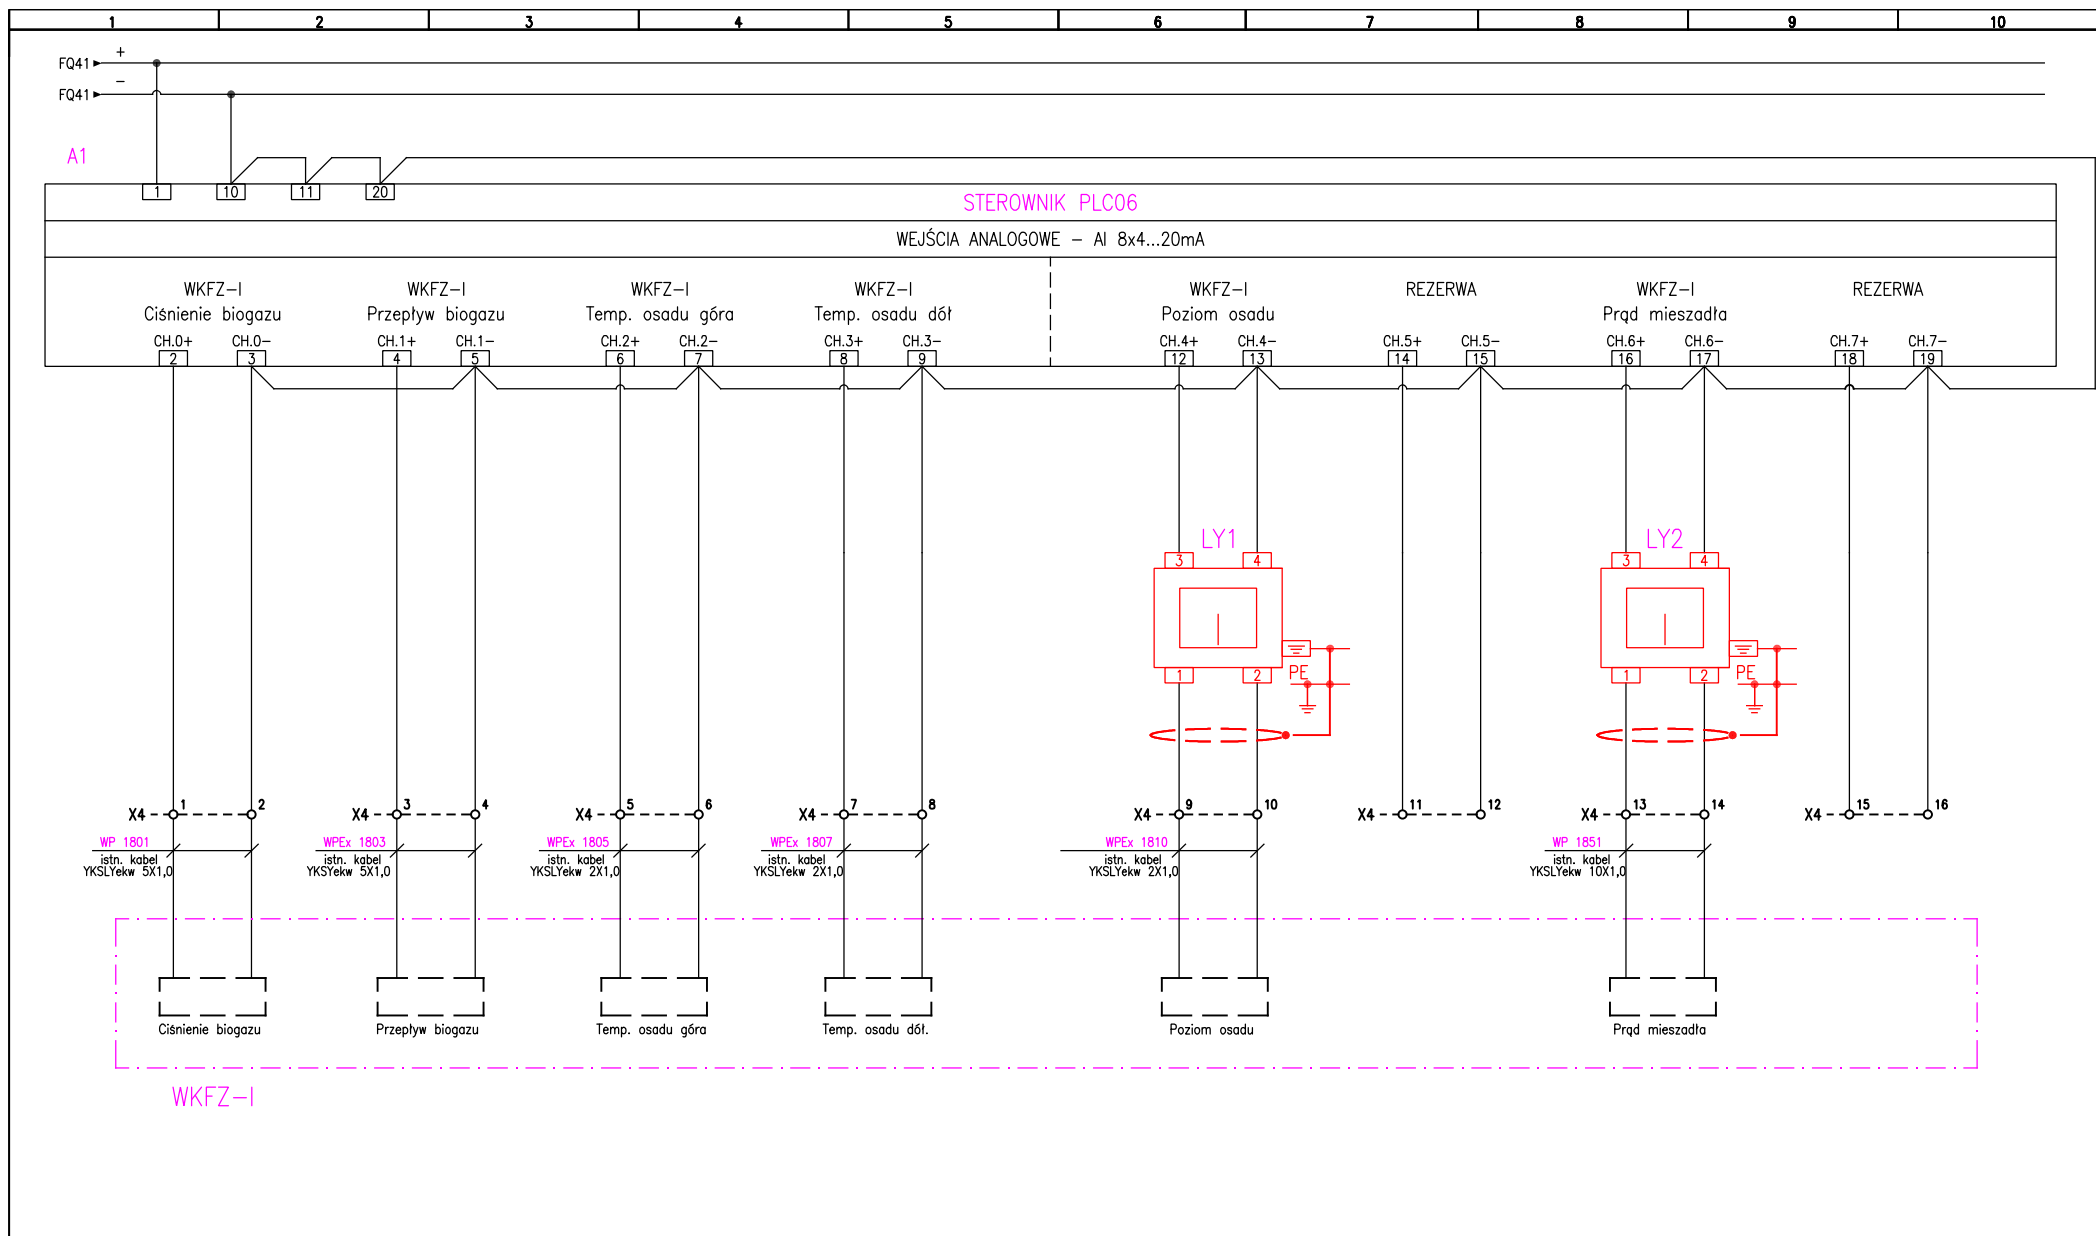 1 2 3 4 5 6 7 8 9 10
+
FQ41
−
FQ41
A1
1 10 11 20
STEROWNIK PLC06
WEJŚCIA ANALOGOWE − AI 8x4...20mA
WKFZ−I WKFZ−I WKFZ−I WKFZ−I WKFZ−I REZERWA WKFZ−I REZERWA
Ciśnienie biogazu Przepływ biogazu Temp. osadu góra Temp. osadu dół Poziom osadu Prąd mieszadła
CH.0+ CH.0− CH.1+ CH.1− CH.2+ CH.2− CH.3+ CH.3− CH.4+ CH.4− CH.5+ CH.5− CH.6+ CH.6− CH.7+ CH.7−
2 3 4 5 6 7 8 9 12 13 14 15 16 17 18 19
LY1 LY2
3 4 3 4
PE PE
1 2 1 2
X4 1 2 X4 3 4 X4 5 6 X4 7 8 X4 9 10 X4 11 12 X4 13 14 X4 15 16
WP 1801 WPEx 1803 WPEx 1805 WPEx 1807 WPEx 1810 WP 1851
istn. kabel istn. kabel istn. kabel istn. kabel istn. kabel istn. kabel
YKSLYekw 5X1,0 YKSYekw 5X1,0 YKSLYekw 2X1,0 YKSLYekw 2X1,0 YKSLYekw 2X1,0 YKSLYekw 10X1,0
Ciśnienie biogazu Przepływ biogazu Temp. osadu góra Temp. osadu dół. Poziom osadu Prąd mieszadła
WKFZ−I